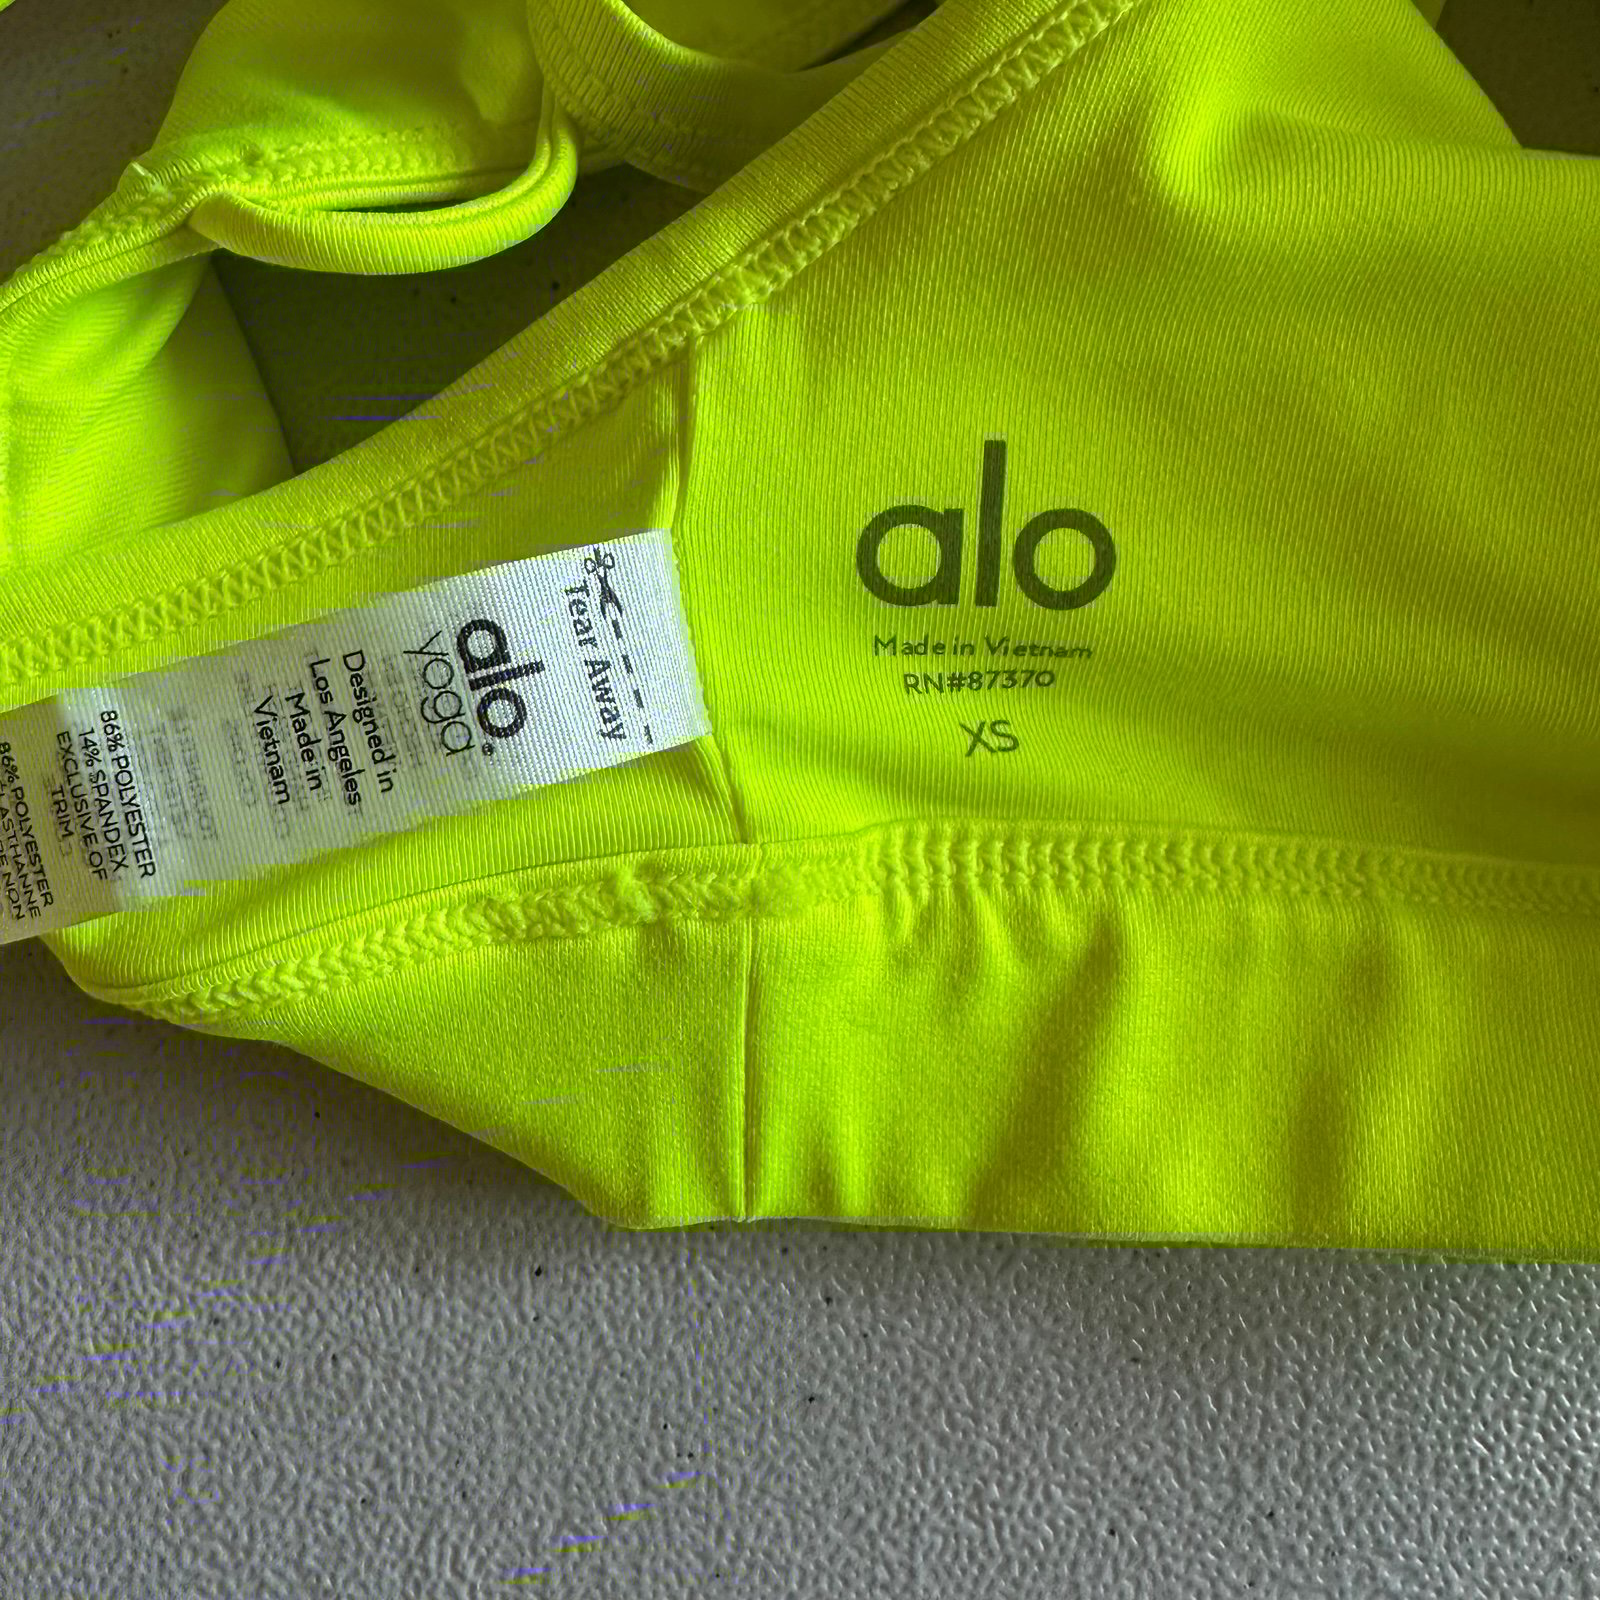 alo
Made in Vietnam
RN#87370
XS
Tear Away
alo
yoga
Designed in
Los Angeles
Made in
Vietnam
86% POLYESTER
14% SPANDEX
EXCLUSIVE OF
TRIM
86% POLYESTER
NON